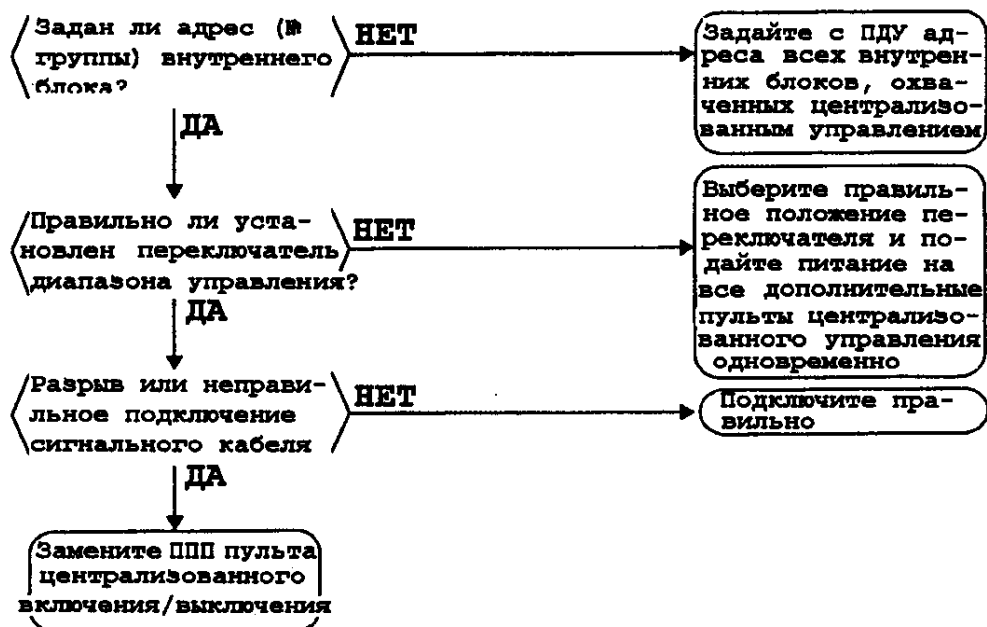 Задан ли адрес (№
группы) внутреннего
блока?
НЕТ
Задайте с ПДУ ад-
реса всех внутрен-
них блоков, охва-
ченных централизо-
ванным управлением
ДА
Правильно ли уста-
новлен переключатель
диапазона управления?
НЕТ
Выберите правиль-
ное положение пе-
реключателя и по-
дайте питание на
все дополнительные
пульты централизо-
ванного управления
одновременно
ДА
Разрыв или неправи-
льное подключение
сигнального кабеля
НЕТ
Подключите пра-
вильно
ДА
Замените ППП пульта
централизованного
включения/выключения